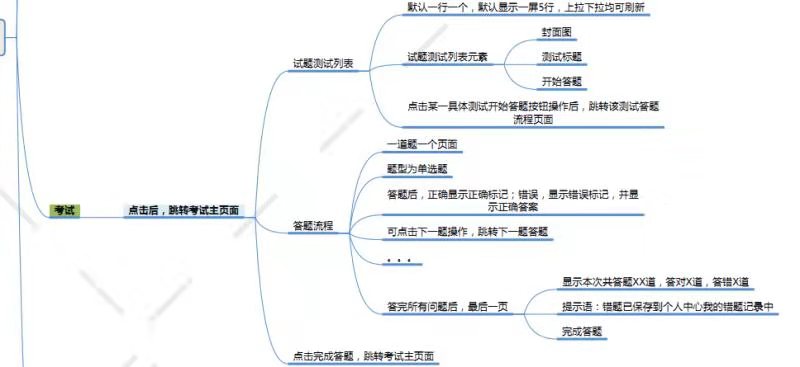 默认一行一个，默认显示一屏5行，上拉下拉均可刷新
封面图
试题测试列表
试题测试列表元素
测试标题
开始答题
点击某一具体测试开始答题按钮操作后，跳转该测试答题
流程页面
一道题一个页面
题型为单选题
答题后，正确显示正确标记；错误，显示错误标记，并显
示正确答案
考试
点击后，跳转考试主页面
答题流程
可点击下一题操作，跳转下一题答题
。。。
显示本次共答题XX道，答对X道，答错X道
答完所有问题后，最后一页
提示语：错题已保存到个人中心我的错题记录中
完成答题
点击完成答题，跳转考试主页面